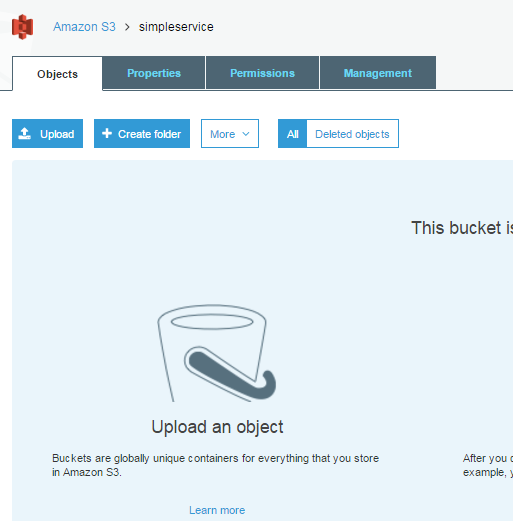 Amazon S3 > simpleservice
Objects Properties Permissions Management
Upload Create folder More All Deleted objects
This bucket is
Upload an object
Buckets are globally unique containers for everything that you store
in Amazon S3.
After you
example,
Learn more